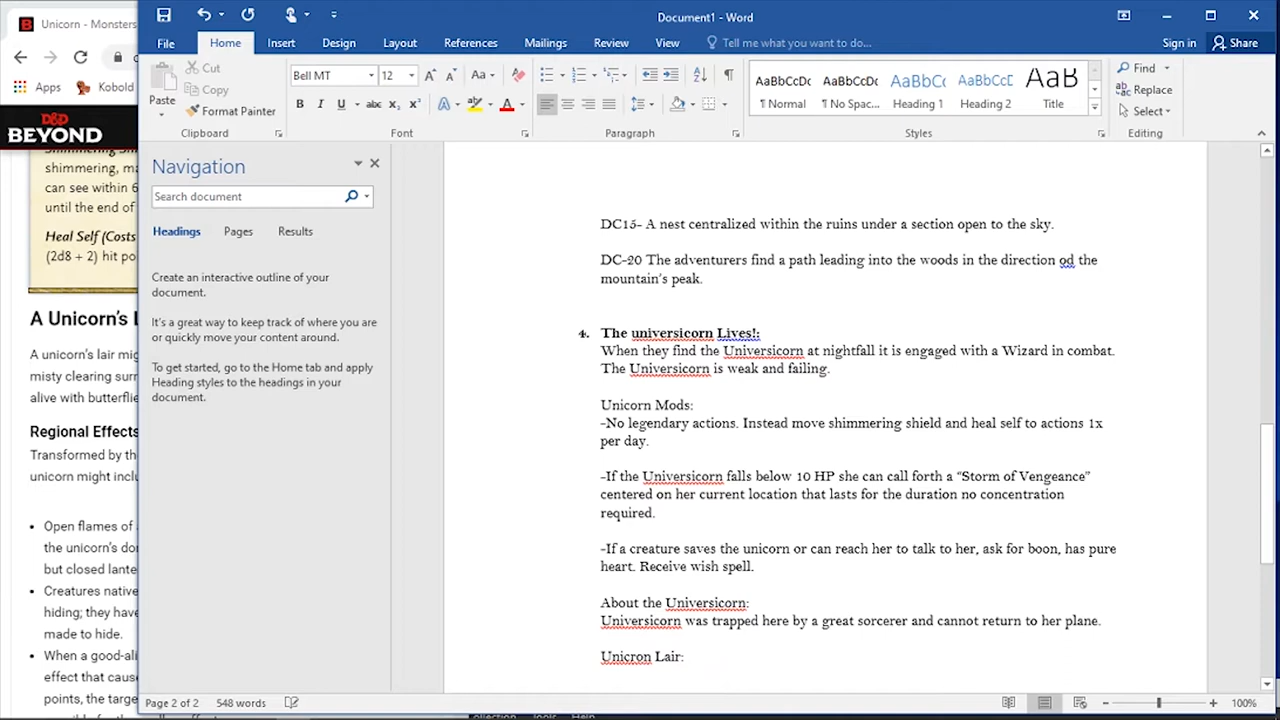 Unicorn - Monsters
Document1 - Word
File Home Insert Design Layout References Mailings Review View Tell me what you want to do... Sign in Share
Apps Kobold
Paste
Cut
Copy
Format Painter
Clipboard
Bell MT 12
Font
Paragraph
AaBbCcDc AaBbCcDc AaBbCc AaBbCcD AaB
¶ Normal ¶ No Spac... Heading 1 Heading 2 Title
Styles
Find
Replace
Select
Editing
D&D
BEYOND
shimmering, ma
can see within 6
until the end of
Heal Self (Costs
(2d8 + 2) hit po
A Unicorn's L
A unicorn's lair mig
misty clearing surr
alive with butterflie
Regional Effects
Transformed by th
unicorn might inclu
• Open flames of
the unicorn's do
but closed lante
• Creatures native
hiding; they have
made to hide.
• When a good-ali
effect that cause
points, the targe
Navigation
Search document
Headings Pages Results
Create an interactive outline of your
document.
It's a great way to keep track of where you are
or quickly move your content around.
To get started, go to the Home tab and apply
Heading styles to the headings in your
document.
DC15- A nest centralized within the ruins under a section open to the sky.
DC-20 The adventurers find a path leading into the woods in the direction od the
mountain's peak.
4. The universicorn Lives!:
When they find the Universicorn at nightfall it is engaged with a Wizard in combat.
The Universicorn is weak and failing.
Unicorn Mods:
-No legendary actions. Instead move shimmering shield and heal self to actions 1x
per day.
-If the Universicorn falls below 10 HP she can call forth a “Storm of Vengeance”
centered on her current location that lasts for the duration no concentration
required.
-If a creature saves the unicorn or can reach her to talk to her, ask for boon, has pure
heart. Receive wish spell.
About the Universicorn:
Universicorn was trapped here by a great sorcerer and cannot return to her plane.
Unicron Lair:
Page 2 of 2 548 words 100%